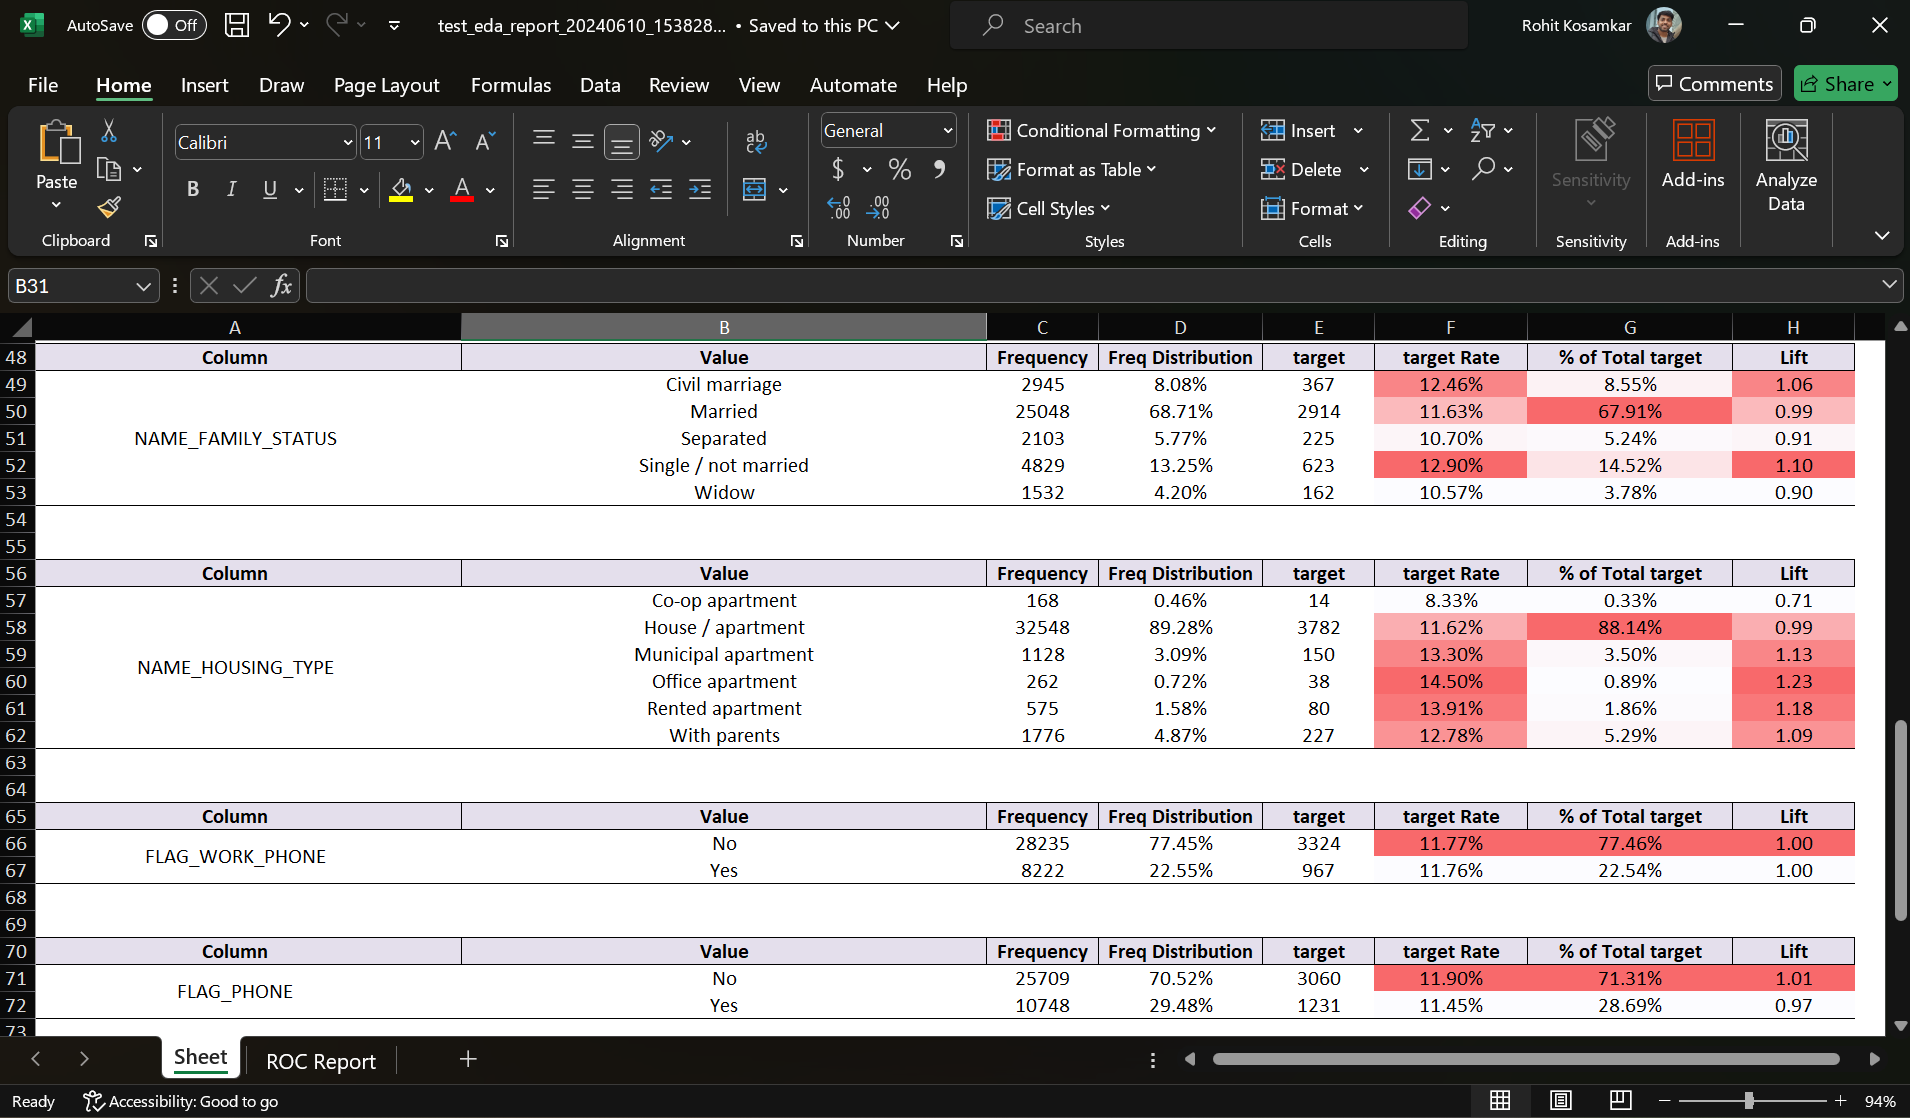 AutoSave Off test_eda_report_20240610_153828... • Saved to this PC Search Rohit Kosamkar
File Home Insert Draw Page Layout Formulas Data Review View Automate Help Comments Share
Calibri 11 General Conditional Formatting Insert
Paste B I U A $ % , Format as Table Delete Sensitivity Add-ins Analyze Data
Cell Styles Format
Clipboard Font Alignment Number Styles Cells Editing Sensitivity Add-ins
B31 fx
A B C D E F G H
48 Column Value Frequency Freq Distribution target target Rate % of Total target Lift
49 Civil marriage 2945 8.08% 367 12.46% 8.55% 1.06
50 Married 25048 68.71% 2914 11.63% 67.91% 0.99
51 NAME_FAMILY_STATUS Separated 2103 5.77% 225 10.70% 5.24% 0.91
52 Single / not married 4829 13.25% 623 12.90% 14.52% 1.10
53 Widow 1532 4.20% 162 10.57% 3.78% 0.90
54
55
56 Column Value Frequency Freq Distribution target target Rate % of Total target Lift
57 Co-op apartment 168 0.46% 14 8.33% 0.33% 0.71
58 House / apartment 32548 89.28% 3782 11.62% 88.14% 0.99
59 Municipal apartment 1128 3.09% 150 13.30% 3.50% 1.13
NAME_HOUSING_TYPE
60 Office apartment 262 0.72% 38 14.50% 0.89% 1.23
61 Rented apartment 575 1.58% 80 13.91% 1.86% 1.18
62 With parents 1776 4.87% 227 12.78% 5.29% 1.09
63
64
65 Column Value Frequency Freq Distribution target target Rate % of Total target Lift
66 No 28235 77.45% 3324 11.77% 77.46% 1.00
FLAG_WORK_PHONE
67 Yes 8222 22.55% 967 11.76% 22.54% 1.00
68
69
70 Column Value Frequency Freq Distribution target target Rate % of Total target Lift
71 No 25709 70.52% 3060 11.90% 71.31% 1.01
FLAG_PHONE
72 Yes 10748 29.48% 1231 11.45% 28.69% 0.97
73
Sheet ROC Report
Ready Accessibility: Good to go 94%